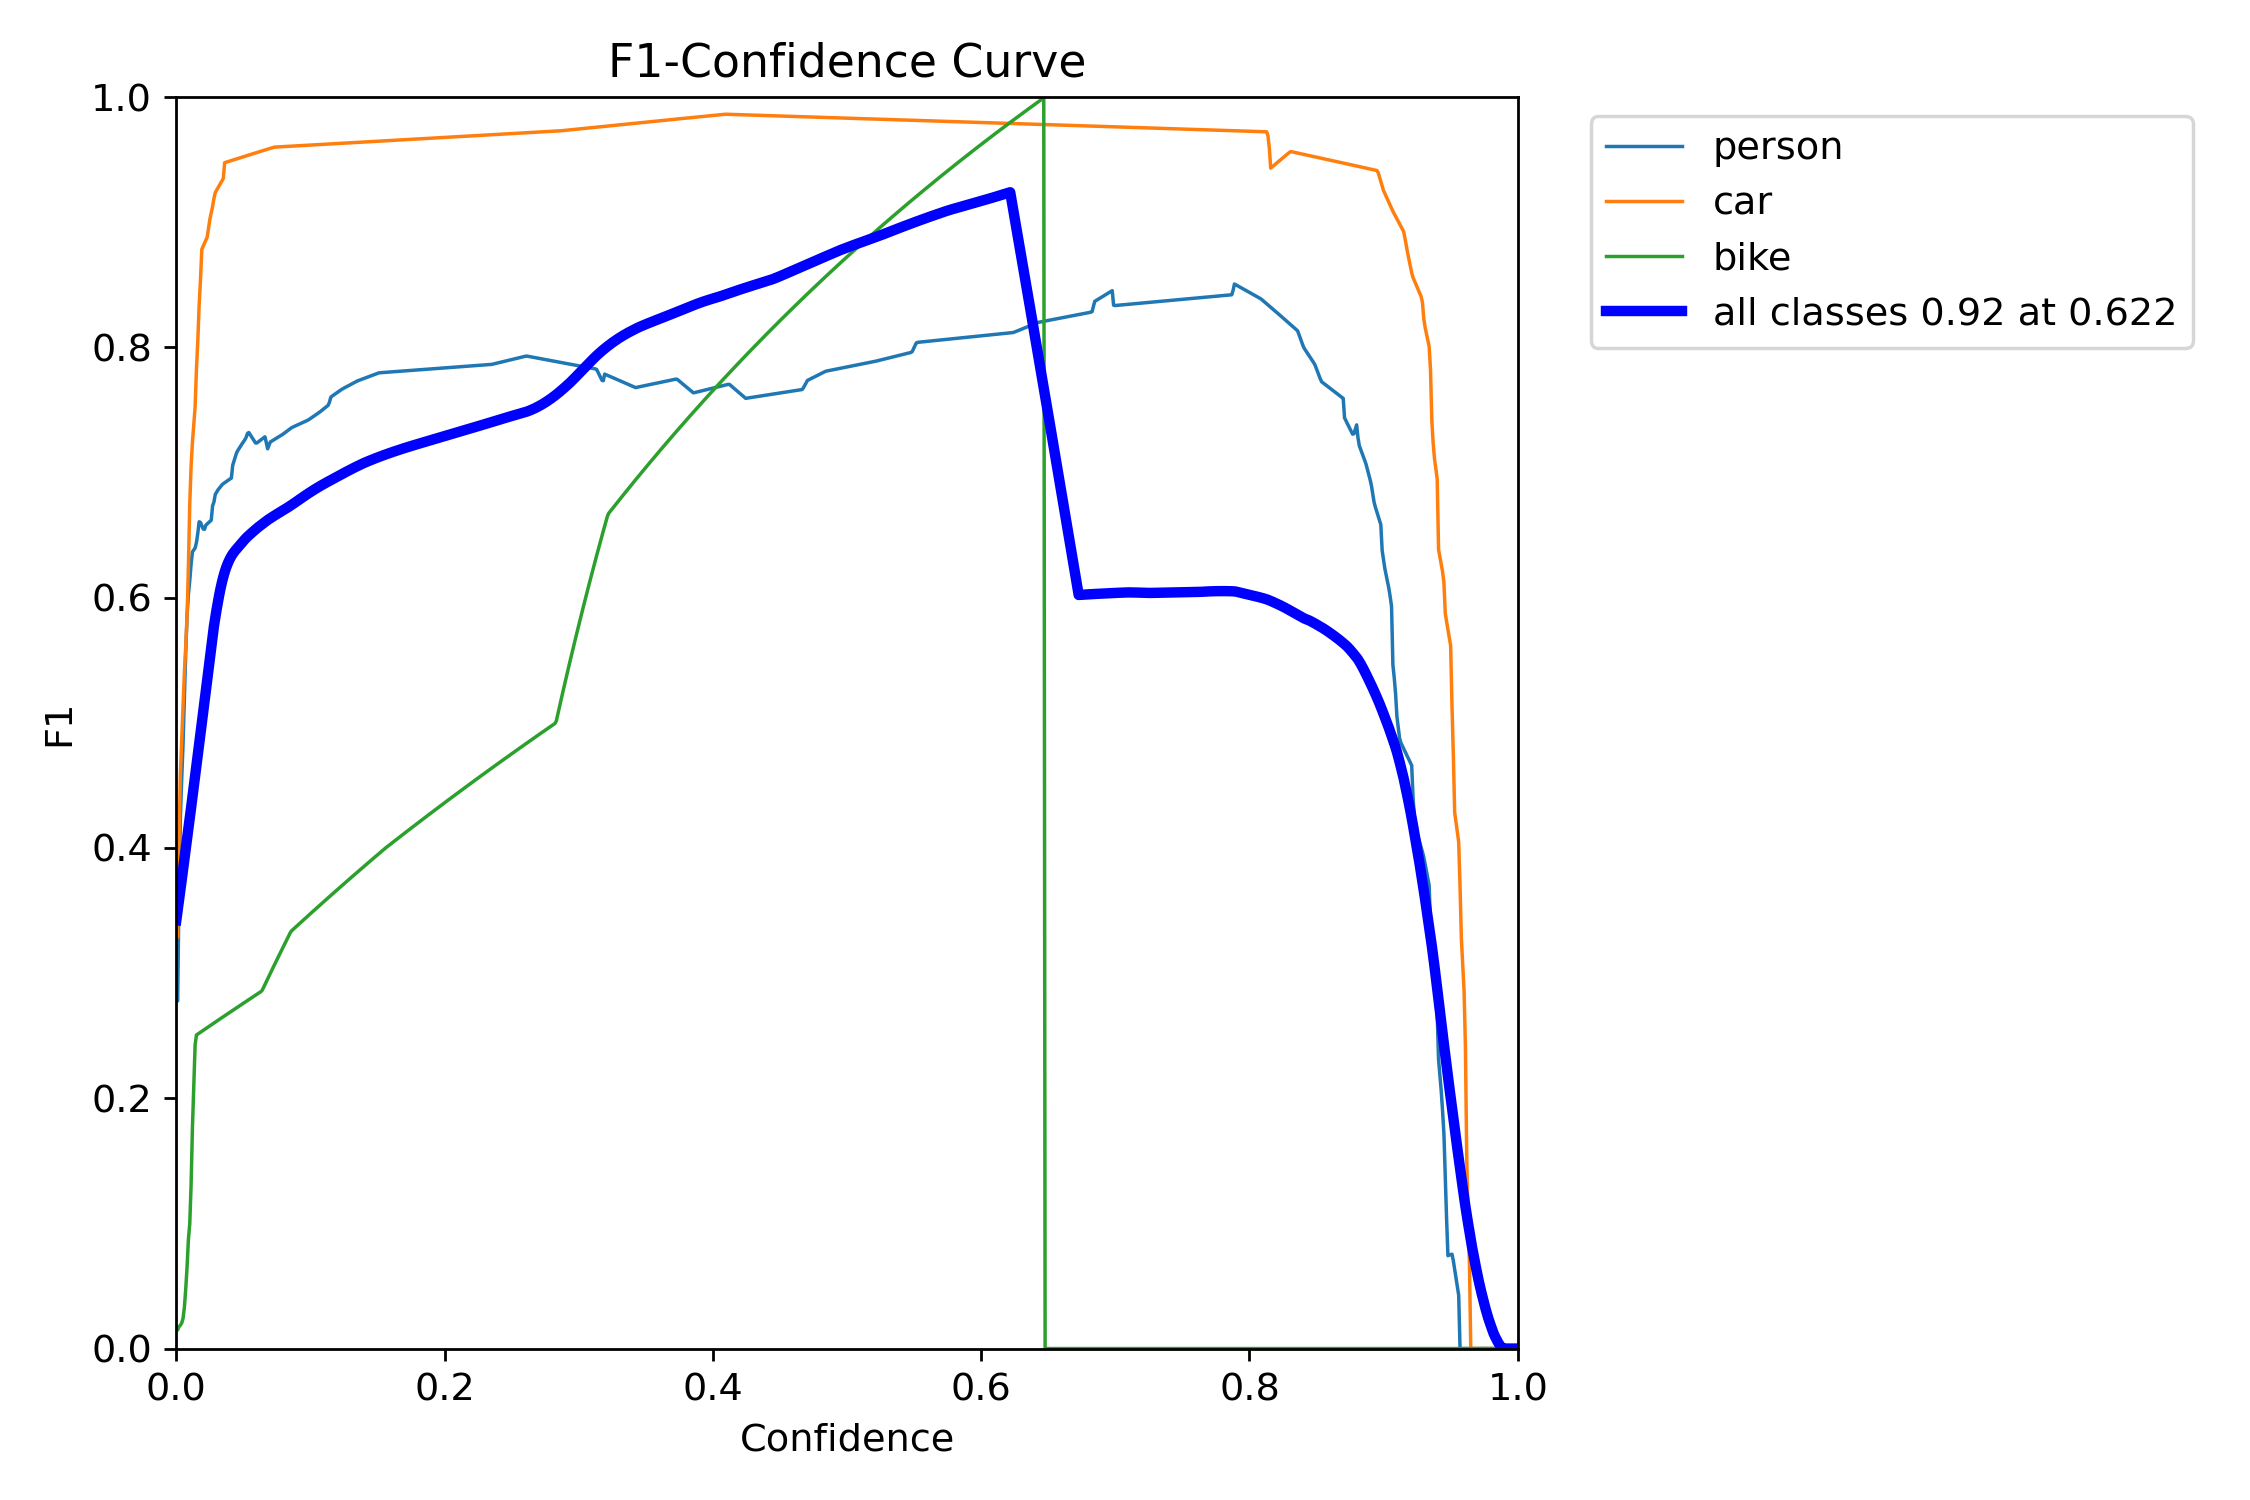 F1-Confidence Curve
1.0
0.8
0.6
0.4
0.2
0.0
F1
0.0 0.2 0.4 0.6 0.8 1.0
Confidence
person
car
bike
all classes 0.92 at 0.622